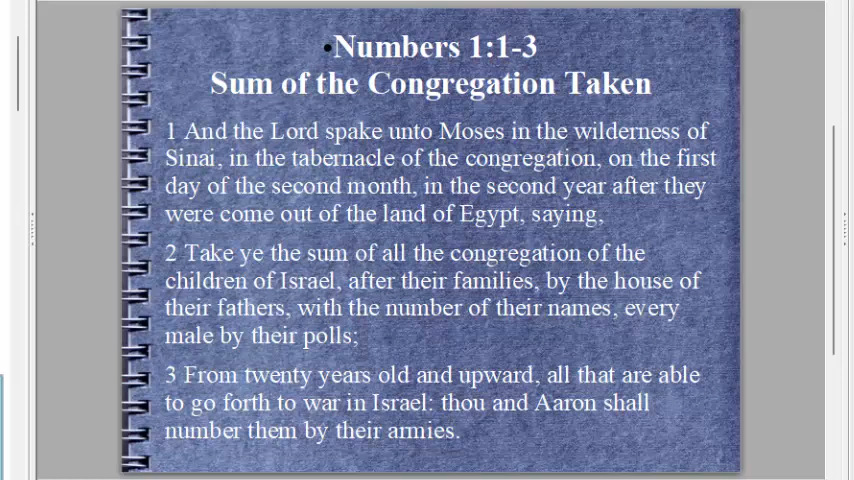 •Numbers 1:1-3
Sum of the Congregation Taken
1 And the Lord spake unto Moses in the wilderness of
Sinai, in the tabernacle of the congregation, on the first
day of the second month, in the second year after they
were come out of the land of Egypt, saying,
2 Take ye the sum of all the congregation of the
children of Israel, after their families, by the house of
their fathers, with the number of their names, every
male by their polls;
3 From twenty years old and upward, all that are able
to go forth to war in Israel: thou and Aaron shall
number them by their armies.